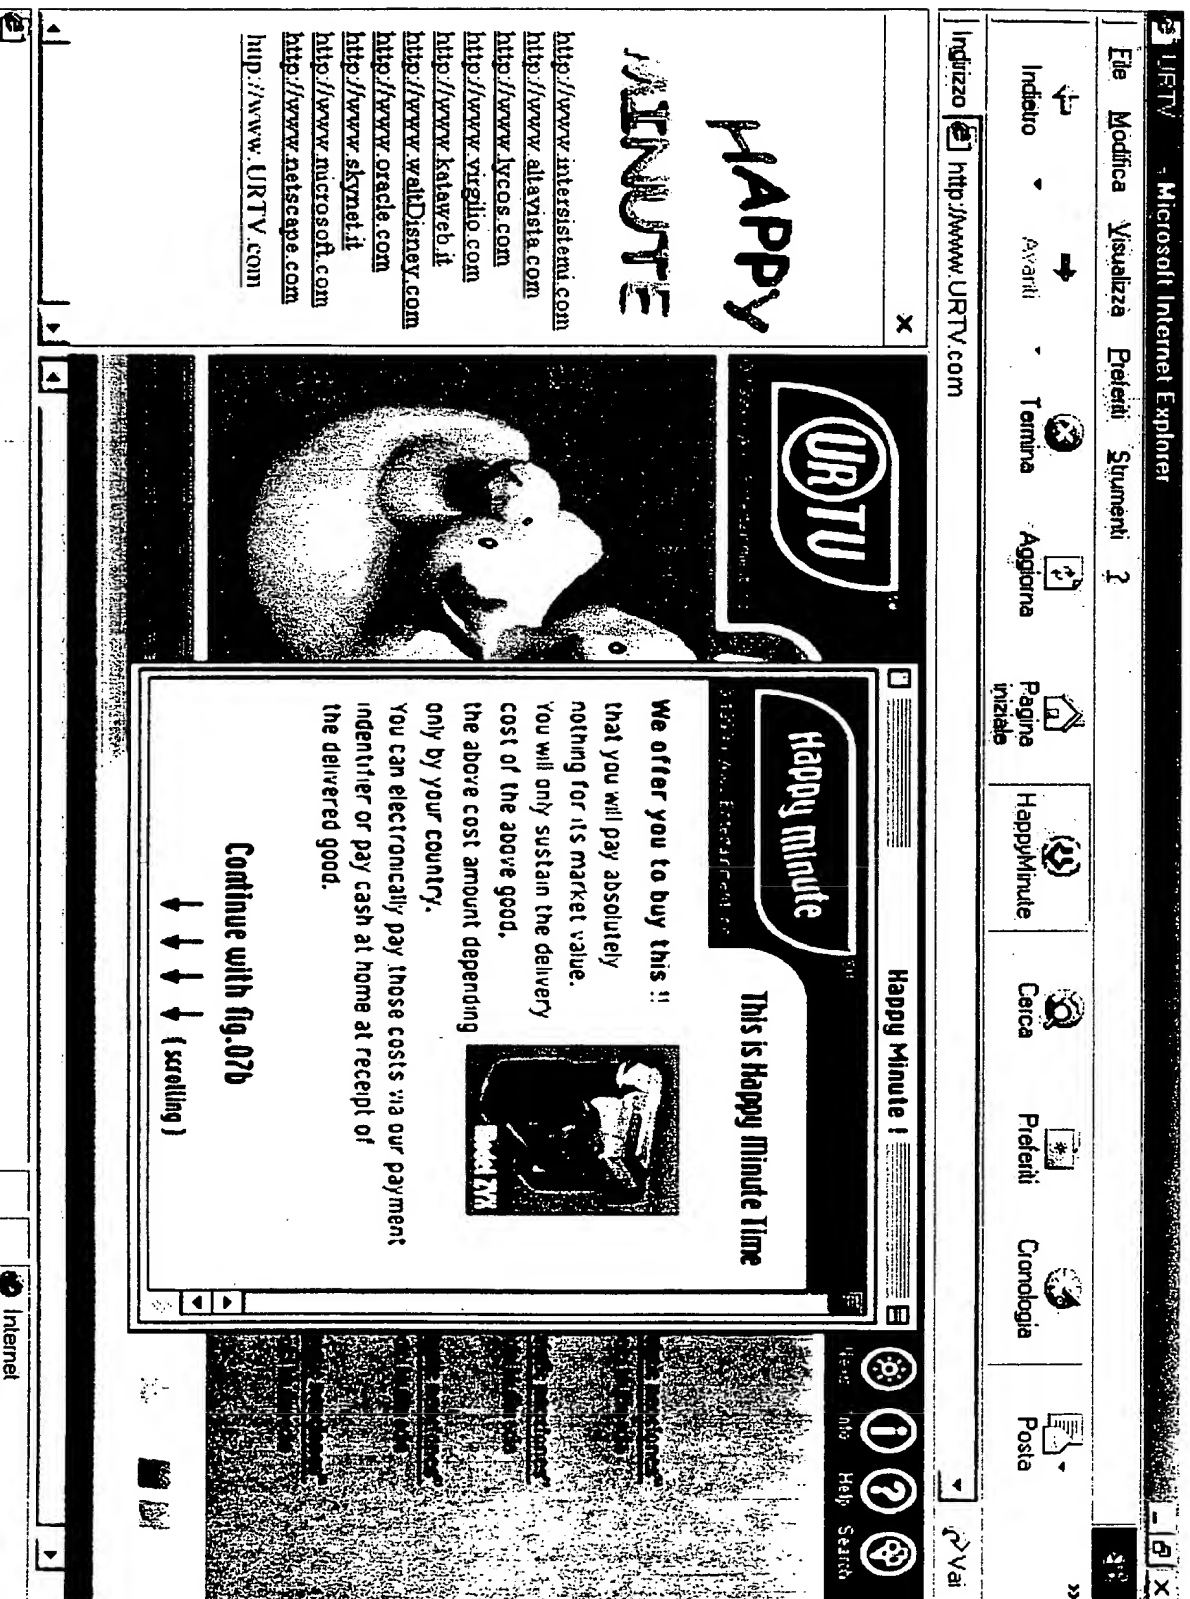 URTV - Microsoft Internet Explorer
File Modifica Visualizza Preferiti Strumenti ?
Indietro Avanti Termina Aggiorna Pagina iniziale HappyMinute Cerca Preferiti Cronologia Posta »
Indirizzo http://www.URTV.com Vai
HAPPY
MINUTE
http://www.intersistemi.com
http://www.altavista.com
http://www.lycos.com
http://www.virgilio.com
http://www.kataweb.it
http://www.waltDisney.com
http://www.oracle.com
http://www.skynet.it
http://www.microsoft.com
http://www.netscape.com
http://www.URTV.com
URTV
Info Help Search
Happy Minute !
Happy Minute
This is Happy Minute Time
We offer you to buy this !!
that you will pay absolutely
nothing for its market value.
You will only sustain the delivery
cost of the above good,
the above cost amount depending
only by your country.
You can electronically pay those costs via our payment
indentifier or pay cash at home at receipt of
the delivered good.
Continue with fig.07b
( scrolling )
Internet